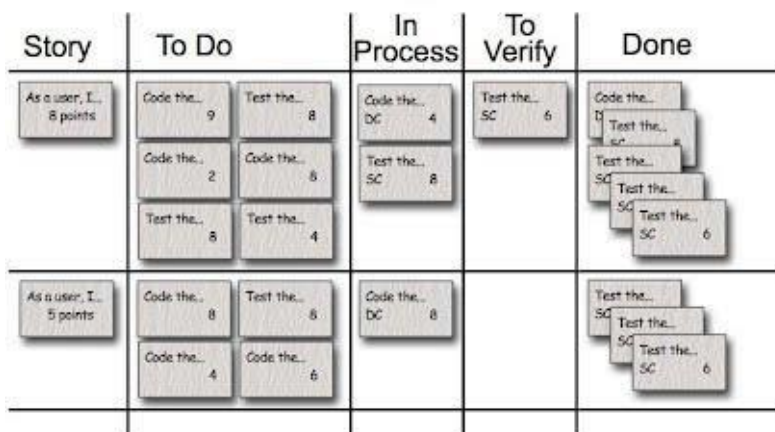 Story
To Do
In
Process
To
Verify
Done
As a user, I...
8 points
Code the...
9
Test the...
8
Code the...
2
Code the...
8
Test the...
8
Test the...
4
Code the...
DC 4
Test the...
SC 8
Test the...
SC 6
Code the...
Test the...
Test the...
SC
Test the...
SC
Test the...
SC 6
As a user, I...
5 points
Code the...
8
Test the...
8
Code the...
4
Code the...
6
Code the...
DC 8
Test the...
SC
Test the...
SC
Test the...
SC 6